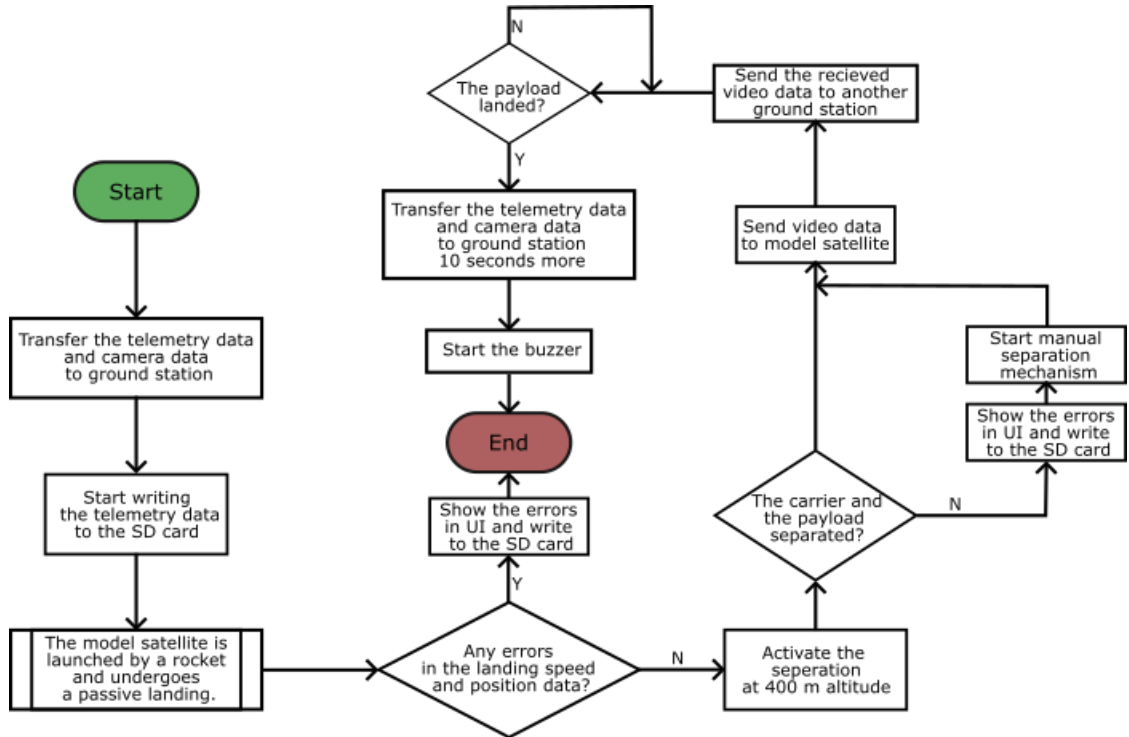 Start
Transfer the telemetry data
and camera data
to ground station
Start writing
the telemetry data
to the SD card
The model satellite is
launched by a rocket
and undergoes
a passive landing.
Any errors
in the landing speed
and position data?
Y
Show the errors
in UI and write
to the SD card
End
N
Activate the
seperation
at 400 m altitude
The carrier and
the payload
separated?
N
Show the errors
in UI and write
to the SD card
Start manual
separation
mechanism
Send video data
to model satellite
Send the recieved
video data to another
ground station
The payload
landed?
N
Y
Transfer the telemetry data
and camera data
to ground station
10 seconds more
Start the buzzer